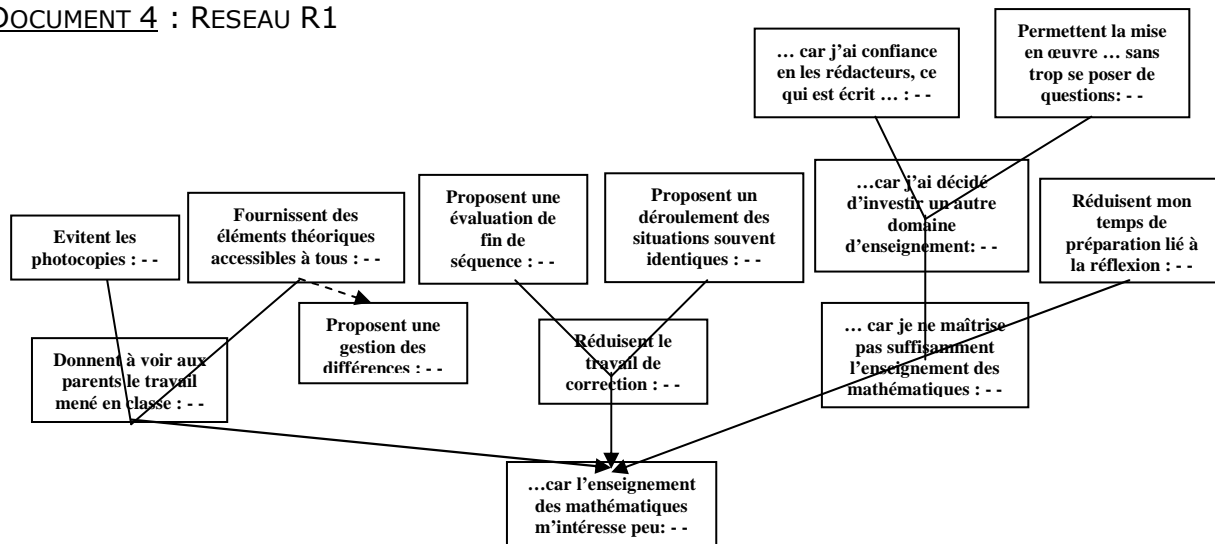 DOCUMENT 4 : RESEAU R1
… car j'ai confiance
en les rédacteurs, ce
qui est écrit … : - -
Permettent la mise
en œuvre … sans
trop se poser de
questions: - -
Evitent les
photocopies : - -
Fournissent des
éléments théoriques
accessibles à tous : - -
Proposent une
évaluation de
fin de
séquence : - -
Proposent un
déroulement des
situations souvent
identiques : - -
…car j'ai décidé
d'investir un autre
domaine
d'enseignement: - -
Réduisent mon
temps de
préparation lié à
la réflexion : - -
Donnent à voir aux
parents le travail
mené en classe : - -
Proposent une
gestion des
différences : - -
Réduisent le
travail de
correction : - -
… car je ne maîtrise
pas suffisamment
l'enseignement des
mathématiques : - -
…car l'enseignement
des mathématiques
m'intéresse peu: - -